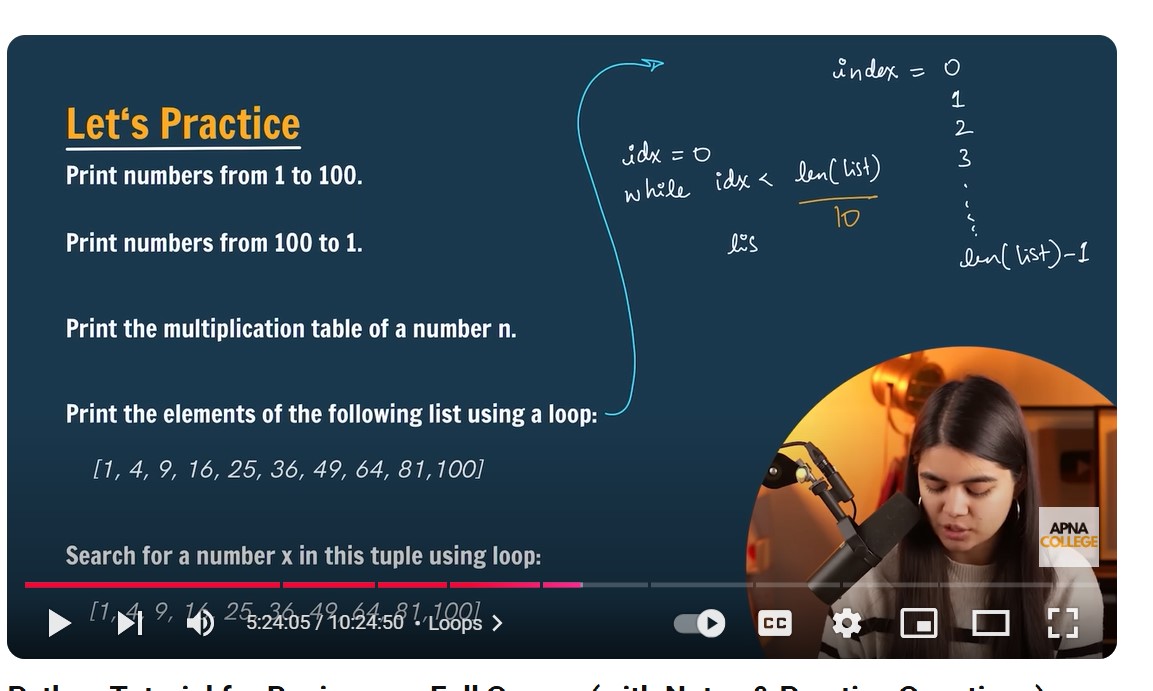 Let's Practice
Print numbers from 1 to 100.
Print numbers from 100 to 1.
Print the multiplication table of a number n.
Print the elements of the following list using a loop:
[1, 4, 9, 16, 25, 36, 49, 64, 81,100]
Search for a number x in this tuple using loop:
[1, 4, 9, 16, 25, 36, 49, 64, 81,100]
index = 0
1
2
3
len(list)-1
idx = 0
while idx < len(list)
10
lis
APNA
COLLEGE
5:24:05 / 10:24:50 • Loops
CC